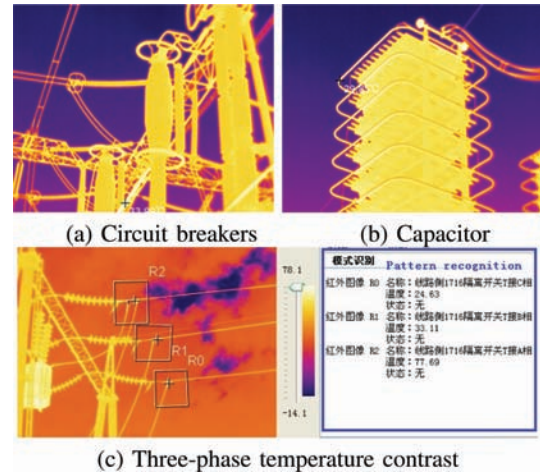 (a) Circuit breakers
(b) Capacitor
R2
R1
R0
78.1
-14.1
模式识别 Pattern recognition
红外图像 R0 名称：线路侧1716隔离开关T接C相
温度：24.63
状态：无
红外图像 R1 名称：线路侧1716隔离开关T接B相
温度：33.11
状态：无
红外图像 R2 名称：线路侧1716隔离开关T接A相
温度：77.69
状态：无
(c) Three-phase temperature contrast